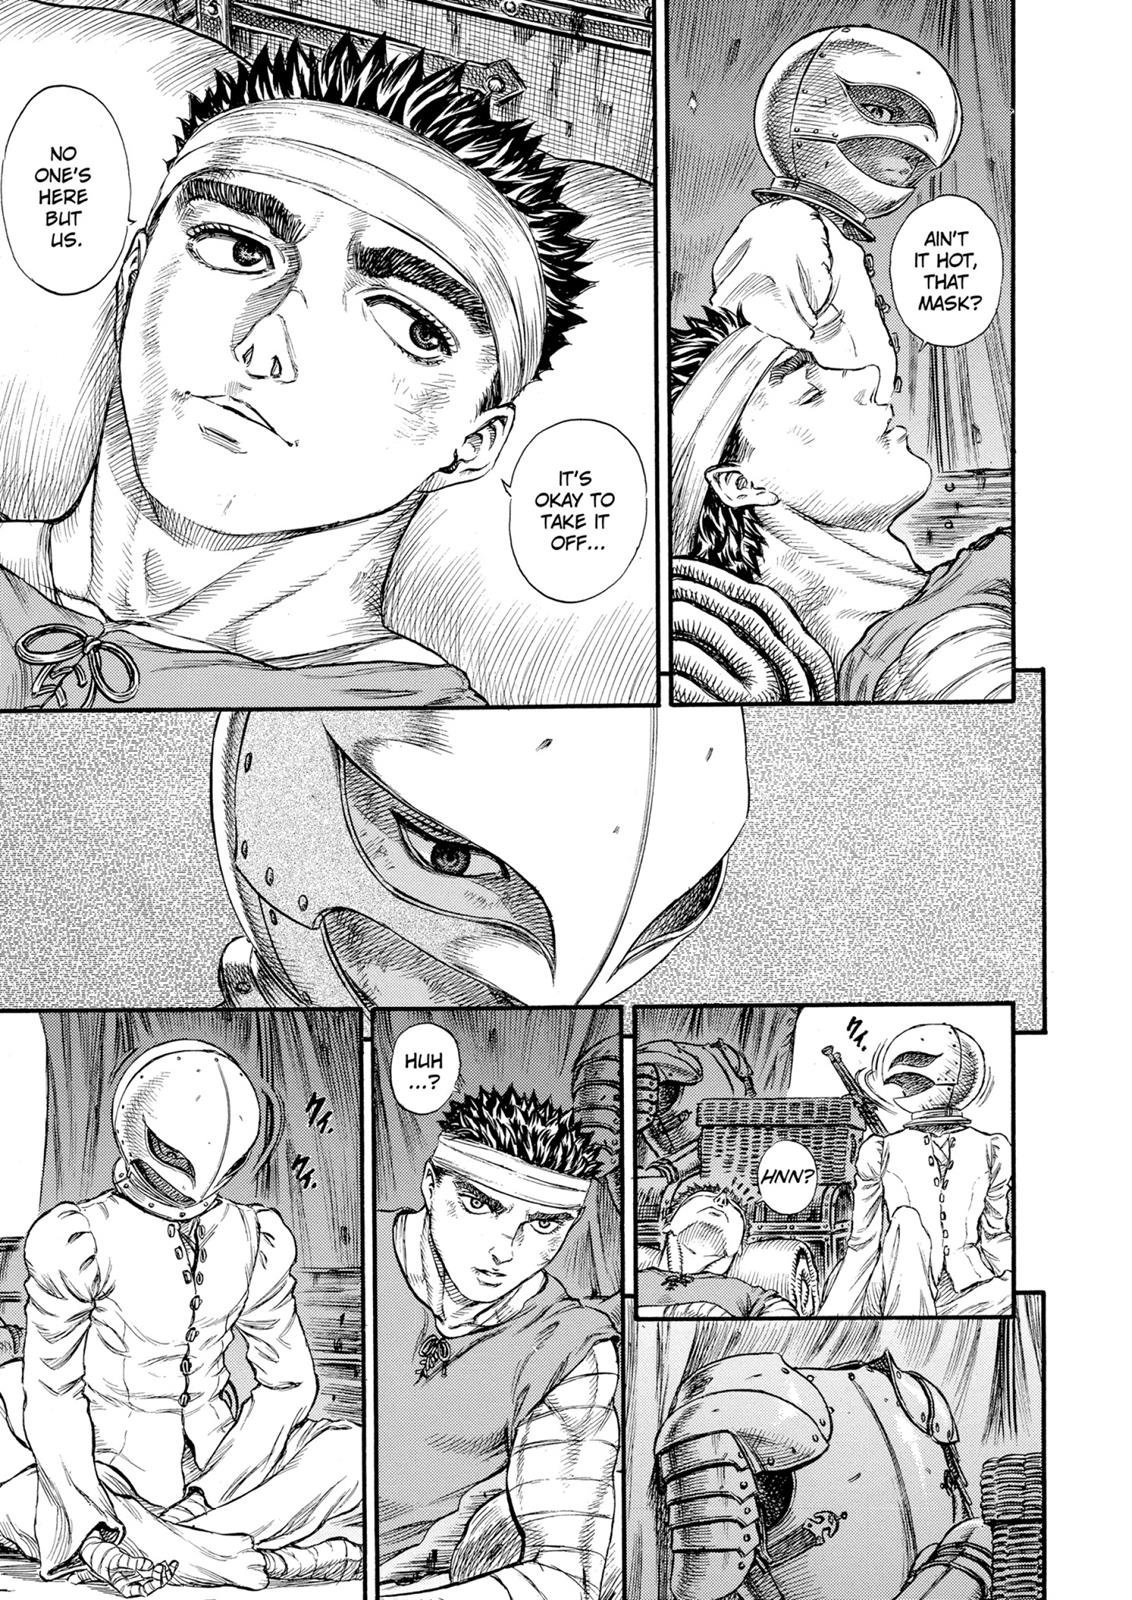 AIN'T
IT HOT,
THAT
MASK?
NO
ONE'S
HERE
BUT
US.
IT'S
OKAY TO
TAKE IT
OFF...
HNN?
HUH
...?